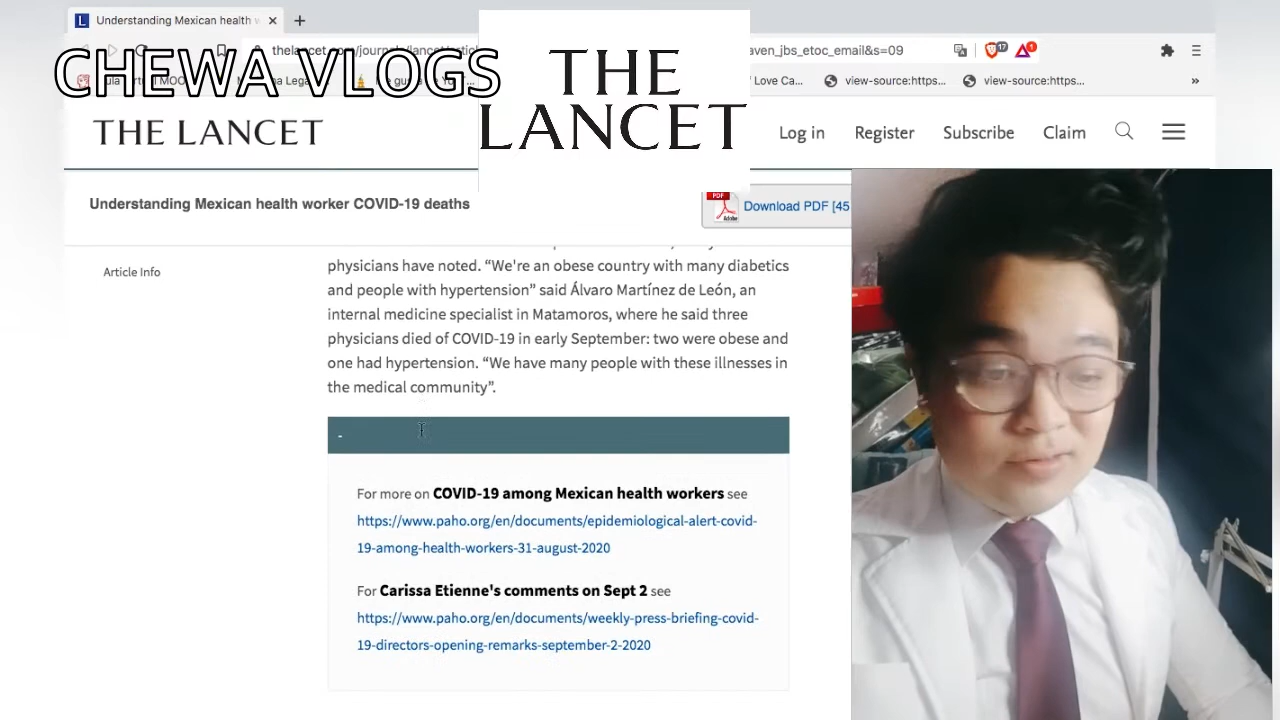 Understanding Mexican health w
CHEWA VLOGS
aven_jbs_etoc_email&s=09
17
1
Love Ca...
view-source:https...
view-source:https...
»
THE LANCET
THE
LANCET
Log in
Register
Subscribe
Claim
Understanding Mexican health worker COVID-19 deaths
PDF
Adobe
Download PDF [45
Article Info
physicians have noted. “We're an obese country with many diabetics
and people with hypertension” said Álvaro Martínez de León, an
internal medicine specialist in Matamoros, where he said three
physicians died of COVID-19 in early September: two were obese and
one had hypertension. “We have many people with these illnesses in
the medical community”.
-
For more on COVID-19 among Mexican health workers see
https://www.paho.org/en/documents/epidemiological-alert-covid-
19-among-health-workers-31-august-2020
For Carissa Etienne's comments on Sept 2 see
https://www.paho.org/en/documents/weekly-press-briefing-covid-
19-directors-opening-remarks-september-2-2020